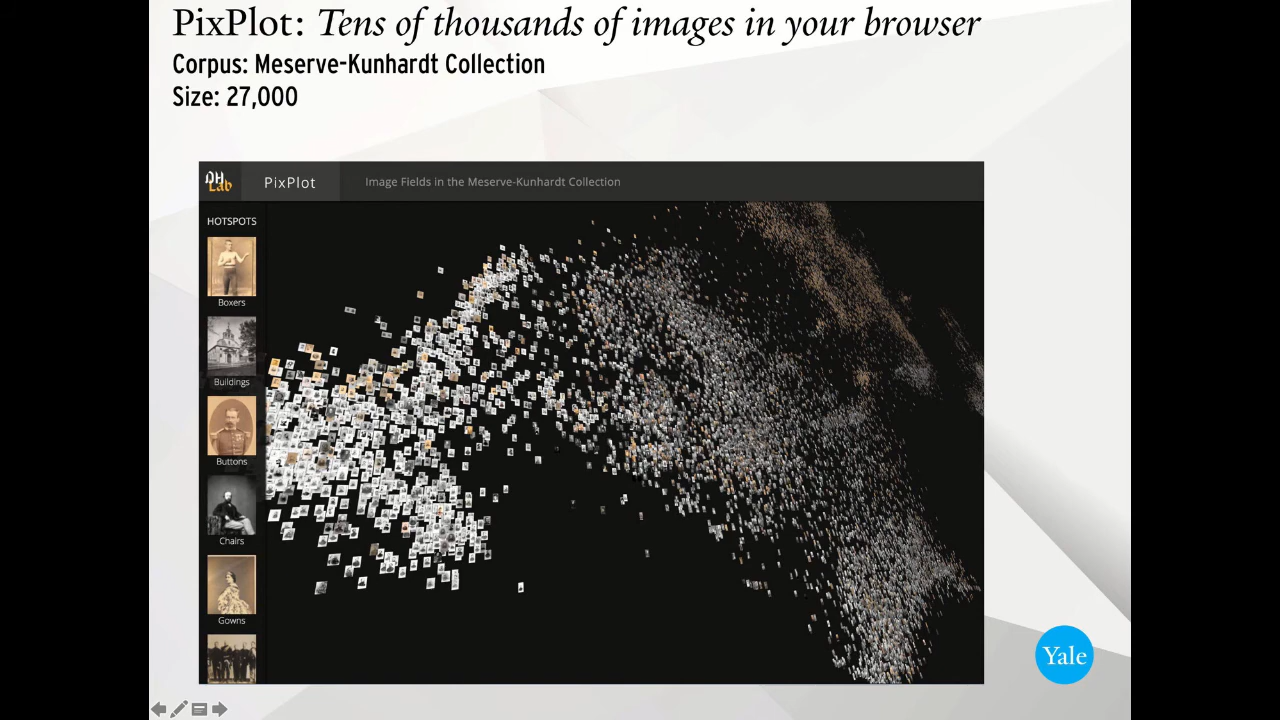 PixPlot: Tens of thousands of images in your browser
Corpus: Meserve-Kunhardt Collection
Size: 27,000
DH Lab
PixPlot
Image Fields in the Meserve-Kunhardt Collection
HOTSPOTS
Boxers
Buildings
Buttons
Chairs
Gowns
Yale